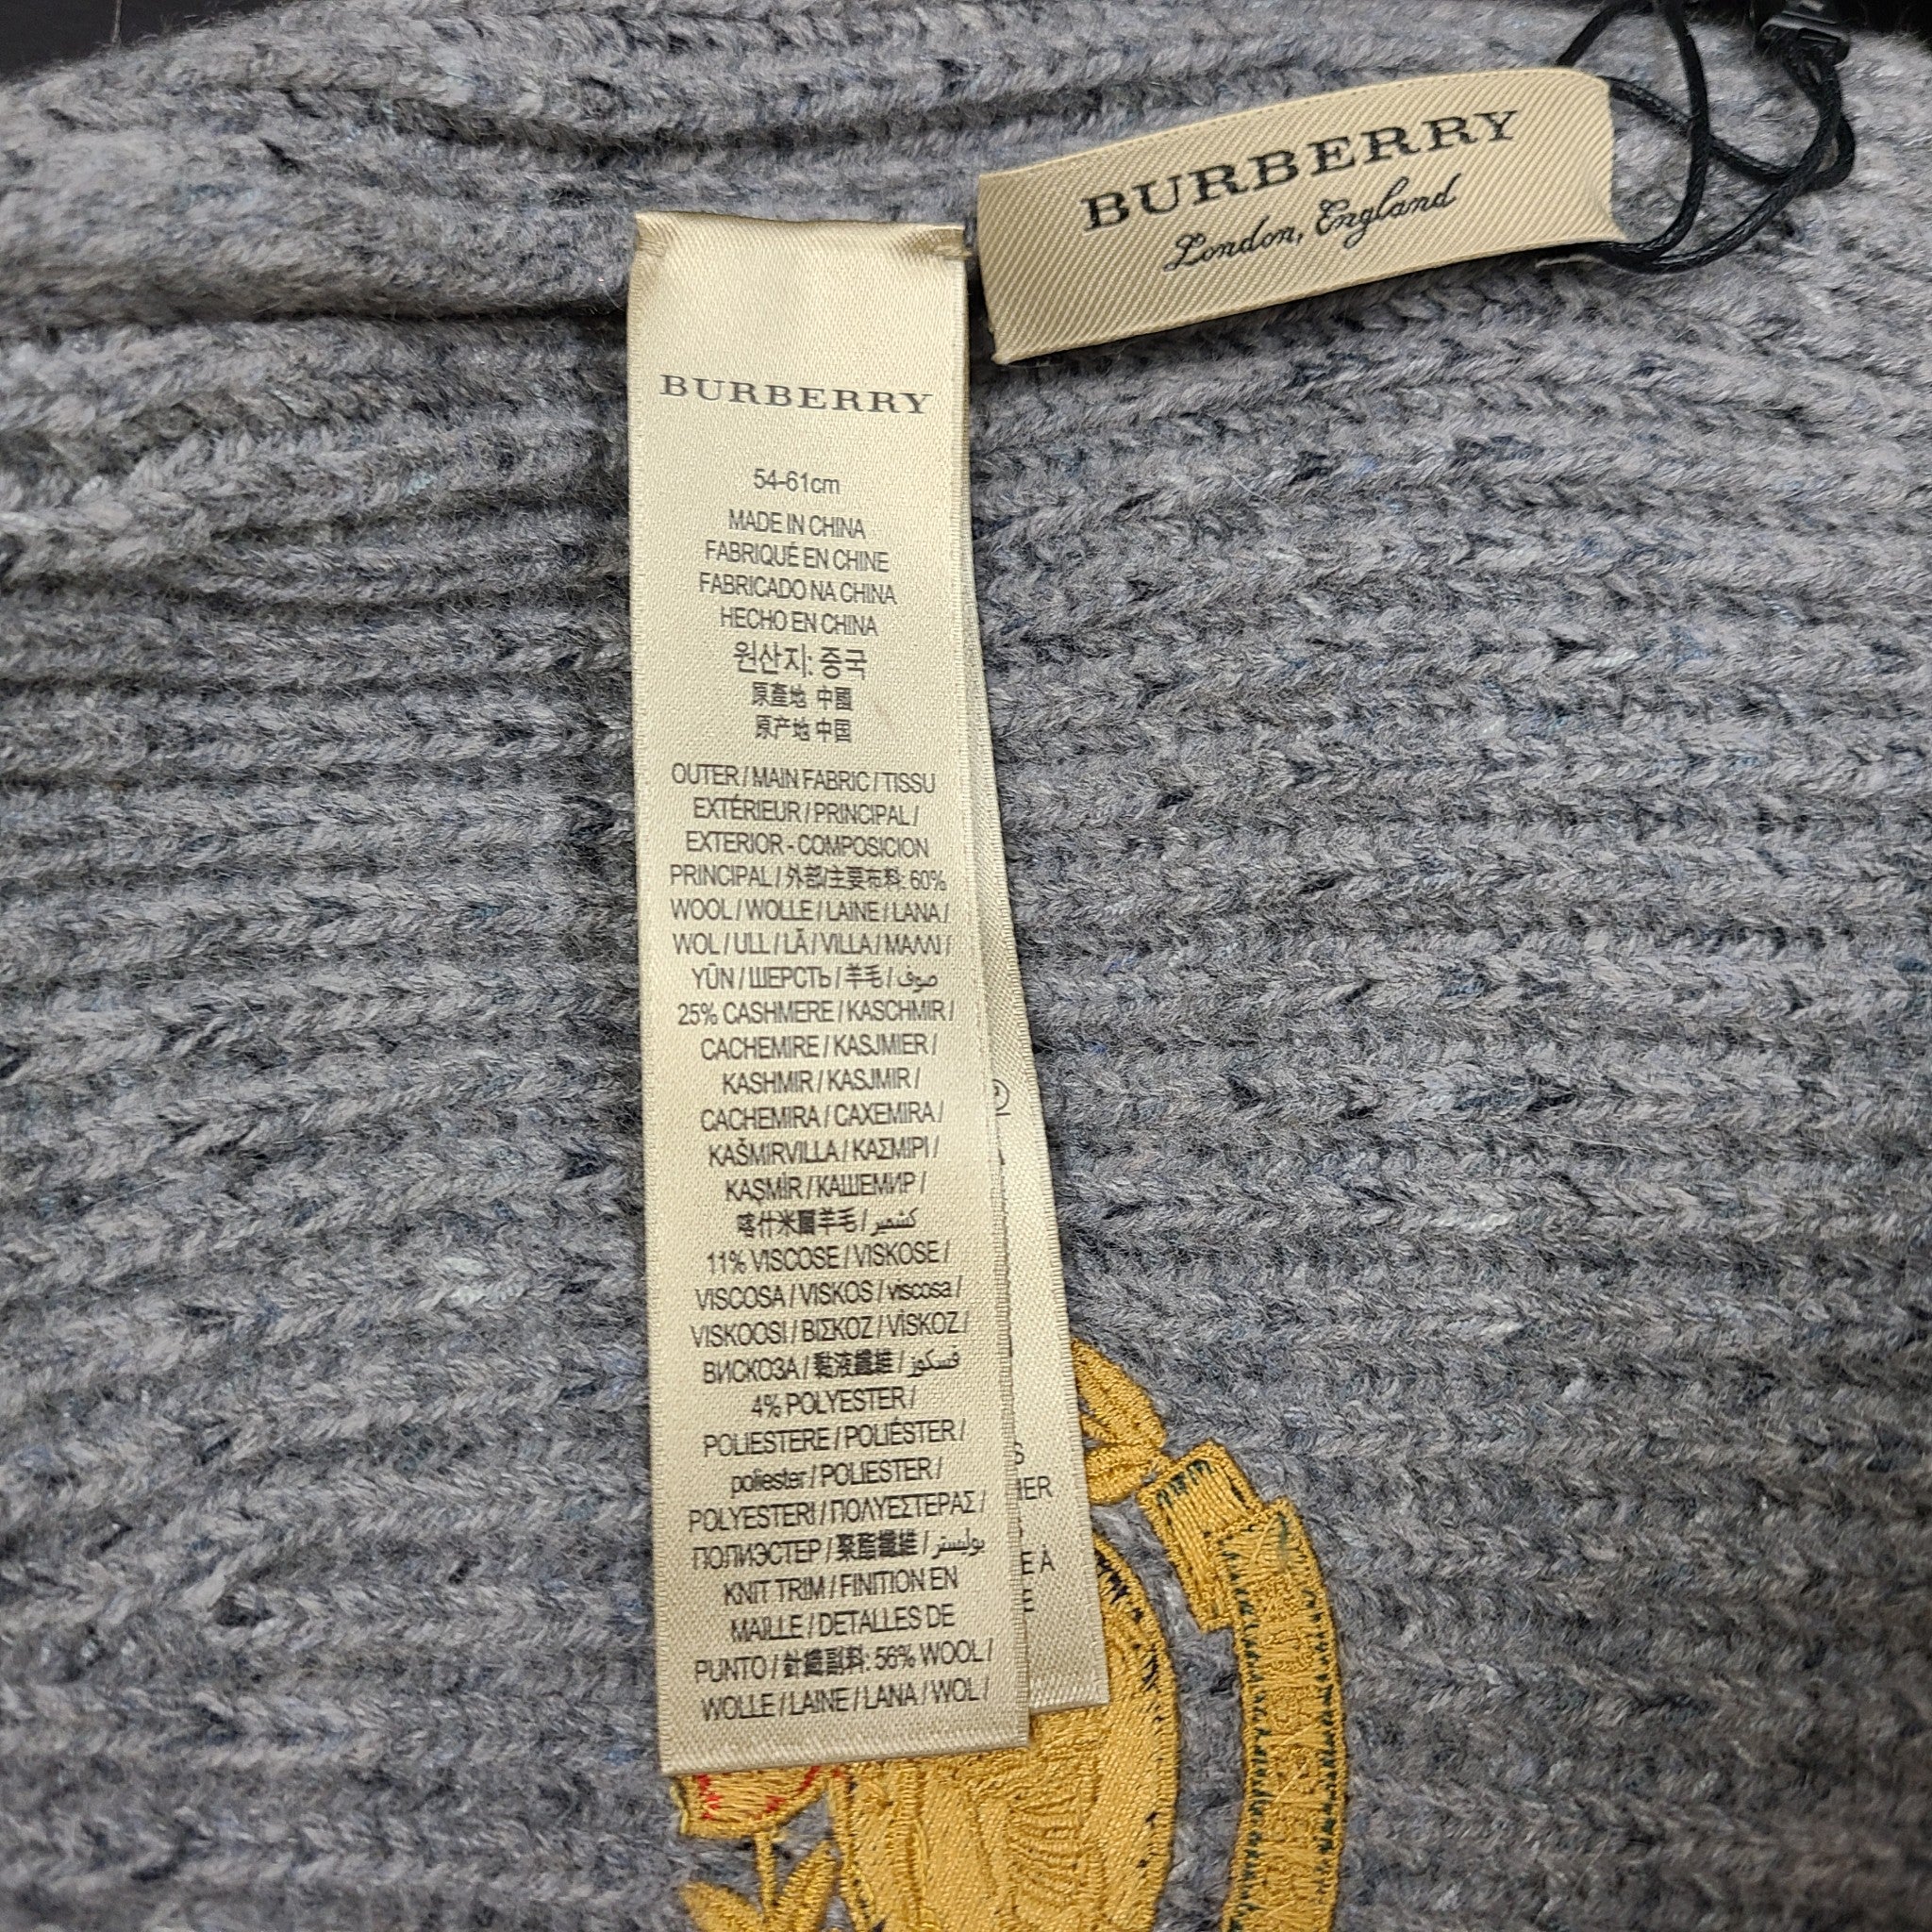 BURBERRY
London, England
BURBERRY
54-61cm
MADE IN CHINA
FABRIQUÉ EN CHINE
FABRICADO NA CHINA
HECHO EN CHINA
원산지: 중국
原產地 中國
原产地 中国
OUTER / MAIN FABRIC / TISSU
EXTÉRIEUR / PRINCIPAL /
EXTERIOR - COMPOSICION
PRINCIPAL / 外部/主要布料: 60%
WOOL / WOLLE / LAINE / LANA /
WOL / ULL / LÃ / VILLA / ΜΑΛΛΙ /
YÜN / ШЕРСТЬ / 羊毛 / صوف
25% CASHMERE / KASCHMIR /
CACHEMIRE / KASJMIER /
KASHMIR / KASJMIR /
CACHEMIRA / CAXEMIRA /
KAŠMIRVILLA / ΚΑΣΜΙΡΙ /
KAŞMİR / КАШЕМИР /
喀什米爾羊毛 / كشمير
11% VISCOSE / VISKOSE /
VISCOSA / VISKOS / viscosa /
VISKOOSI / ΒΙΣΚΟΖ / VİSKOZ /
ВИСКОЗА / 黏液纖維 / فسكوز
4% POLYESTER /
POLIESTERE / POLIÉSTER /
poliester / POLIESTER /
POLYESTERI / ΠΟΛΥΕΣΤΕΡΑΣ /
ПОЛИЭСТЕР / 聚酯纖維 / بوليستر
KNIT TRIM / FINITION EN
MAILLE / DETALLES DE
PUNTO / 針織副料: 56% WOOL /
WOLLE / LAINE / LANA / WOL /